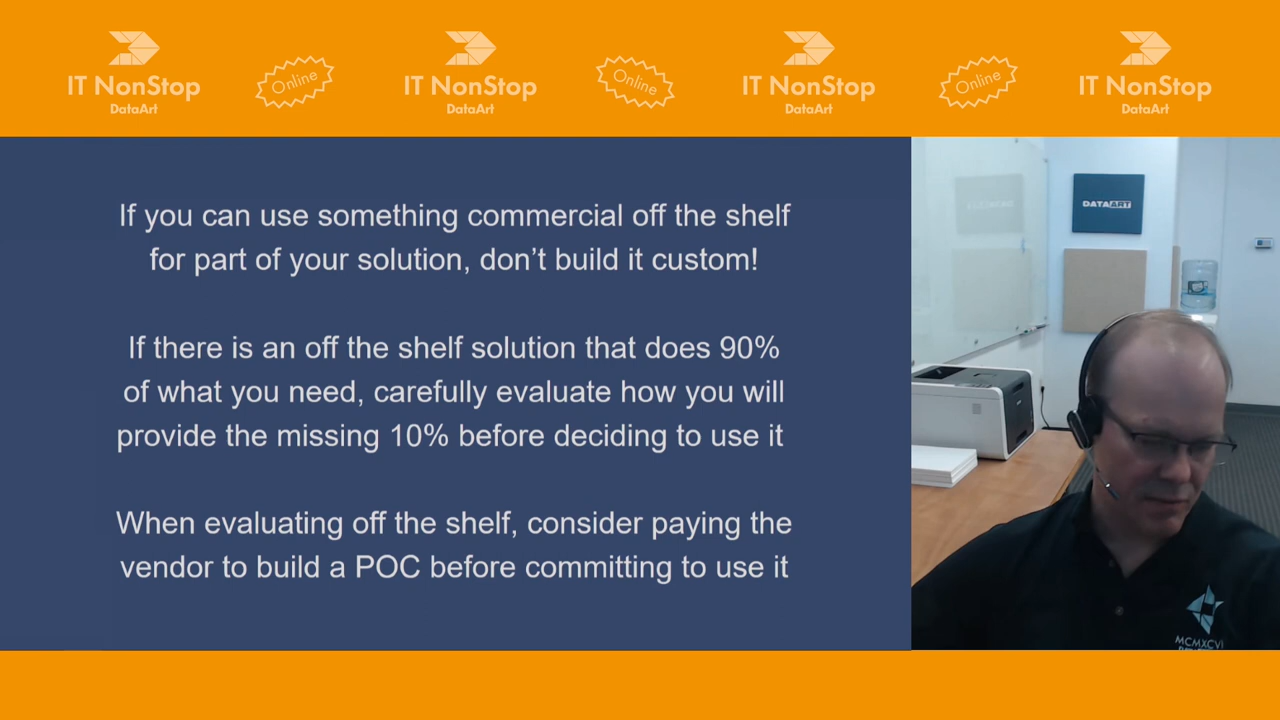 IT NonStop
DataArt
Online
IT NonStop
DataArt
Online
IT NonStop
DataArt
Online
IT NonStop
DataArt
If you can use something commercial off the shelf
for part of your solution, don't build it custom!
If there is an off the shelf solution that does 90%
of what you need, carefully evaluate how you will
provide the missing 10% before deciding to use it
When evaluating off the shelf, consider paying the
vendor to build a POC before committing to use it
DATAART
MCMXCVI